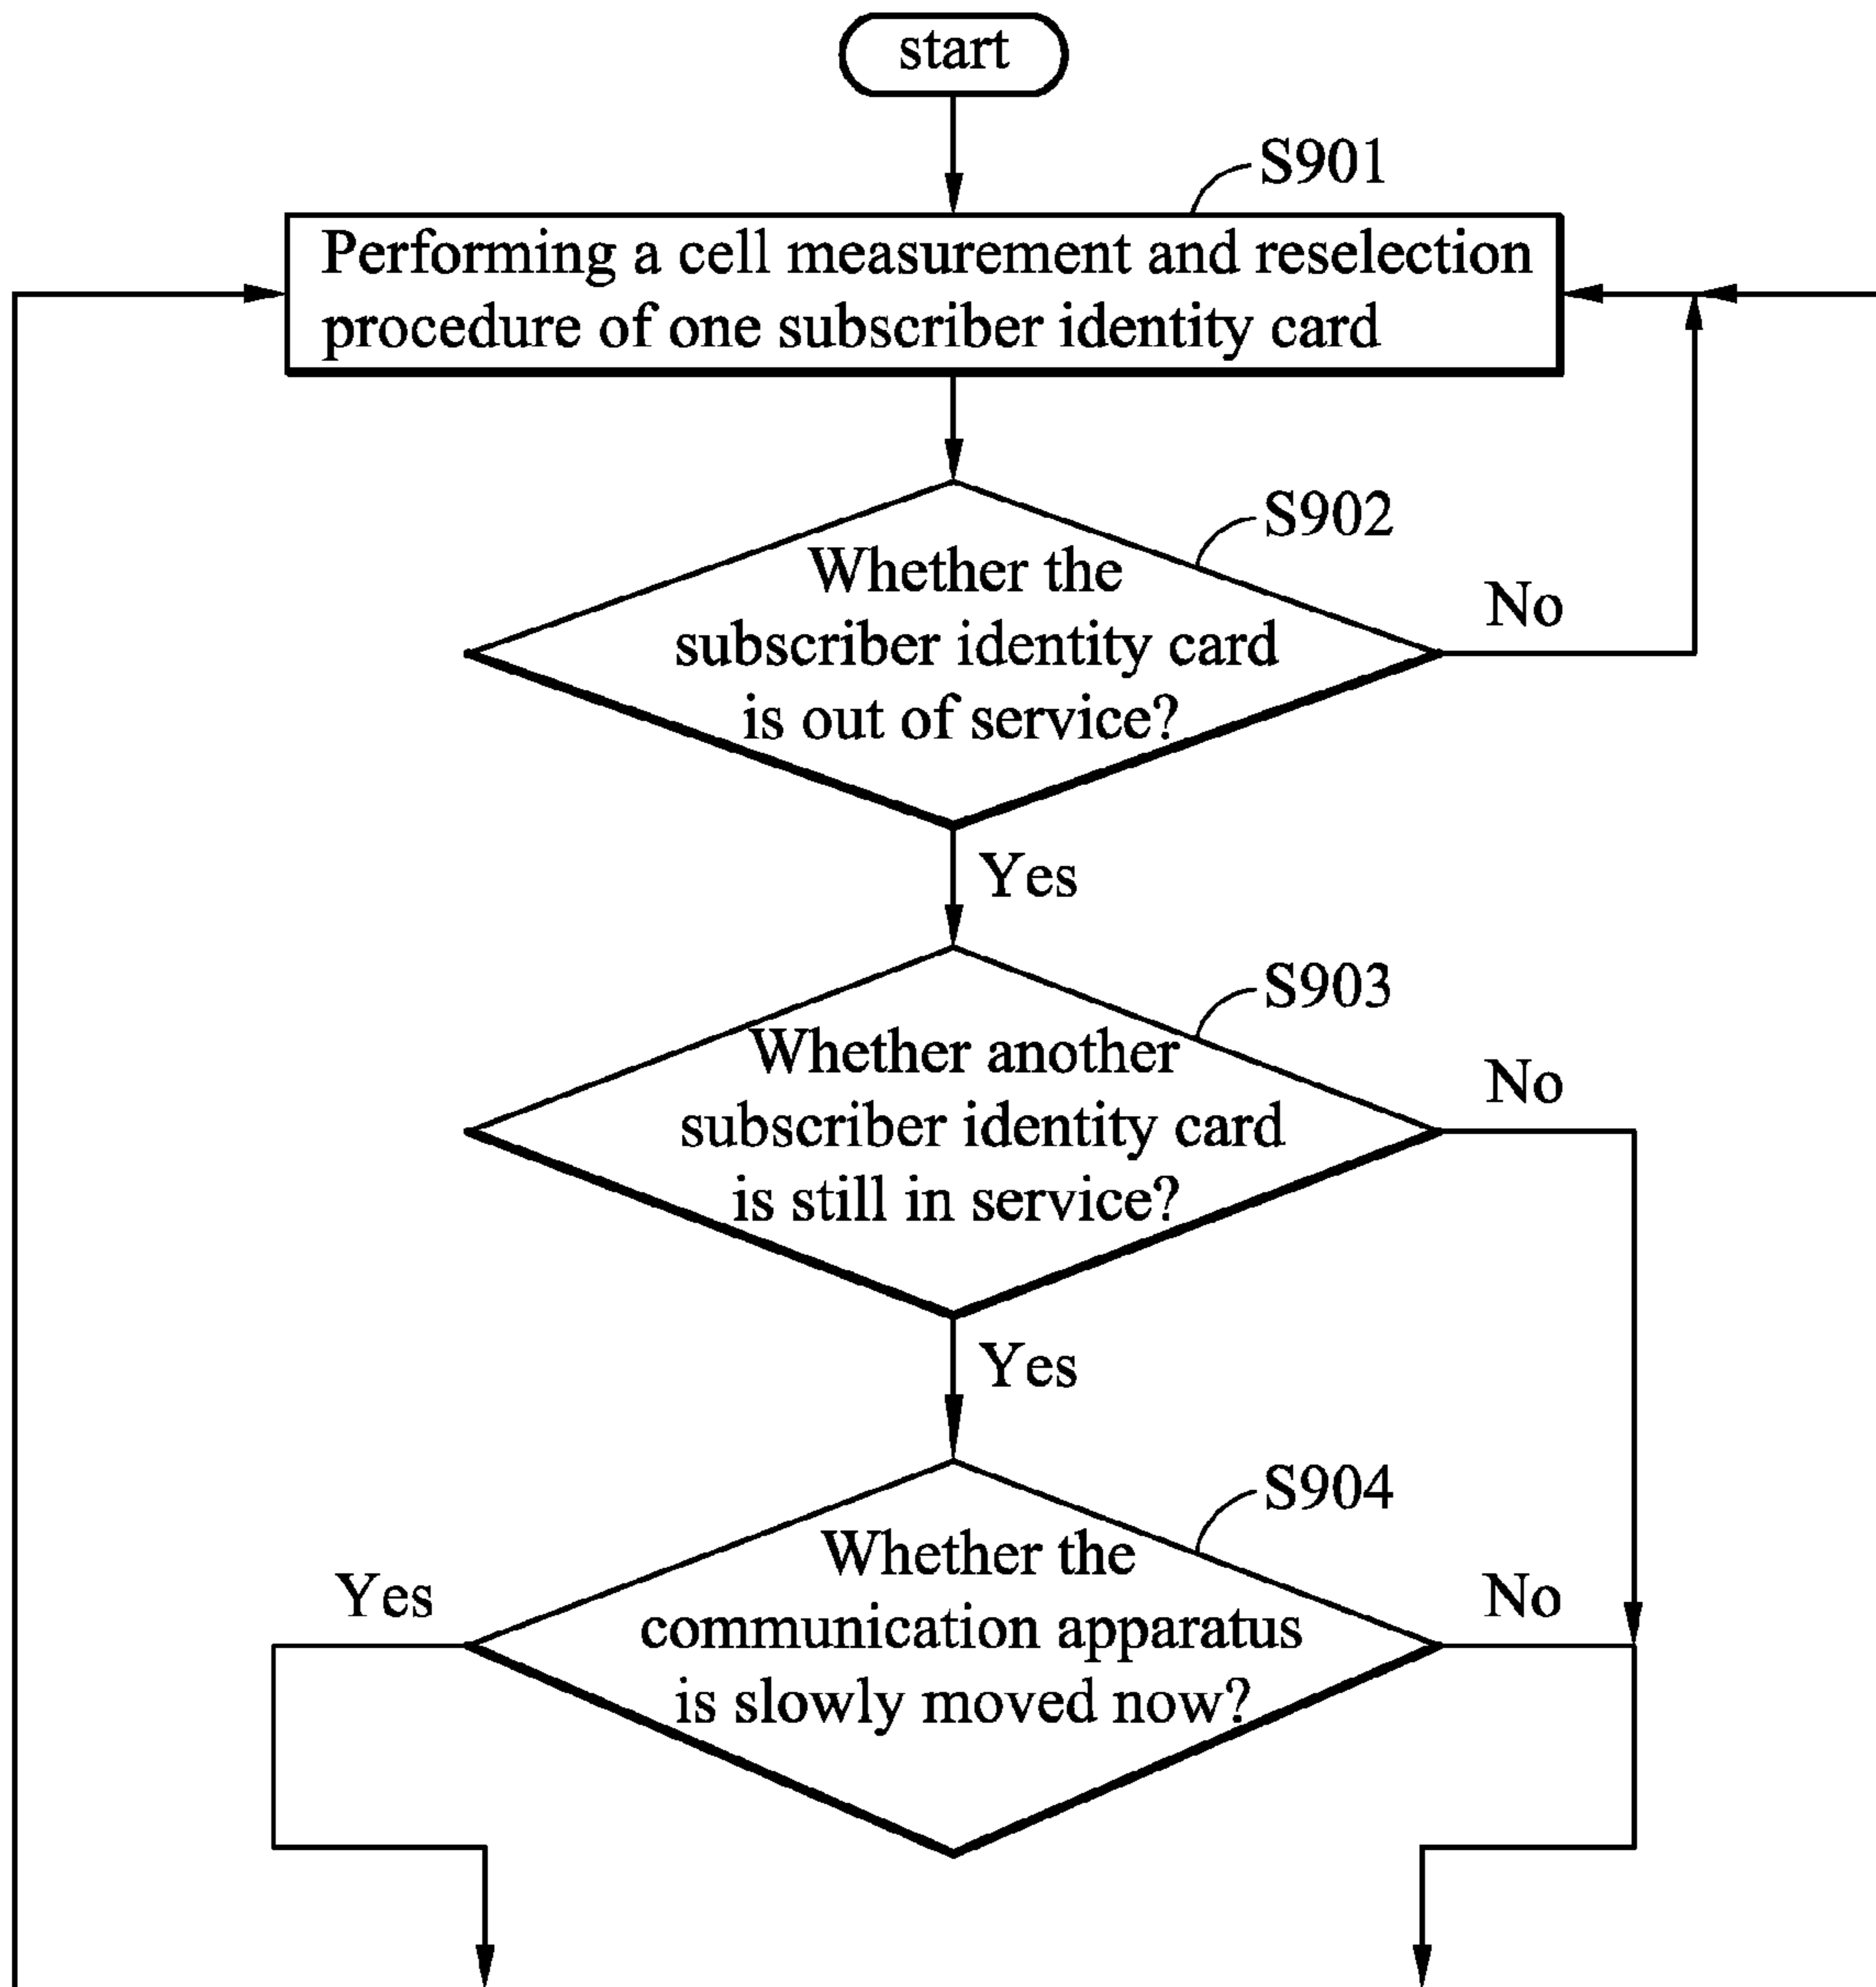 start
S901
Performing a cell measurement and reselection
procedure of one subscriber identity card
S902
Whether the
subscriber identity card
is out of service?
No
Yes
S903
Whether another
subscriber identity card
is still in service?
No
Yes
S904
Whether the
communication apparatus
is slowly moved now?
Yes
No